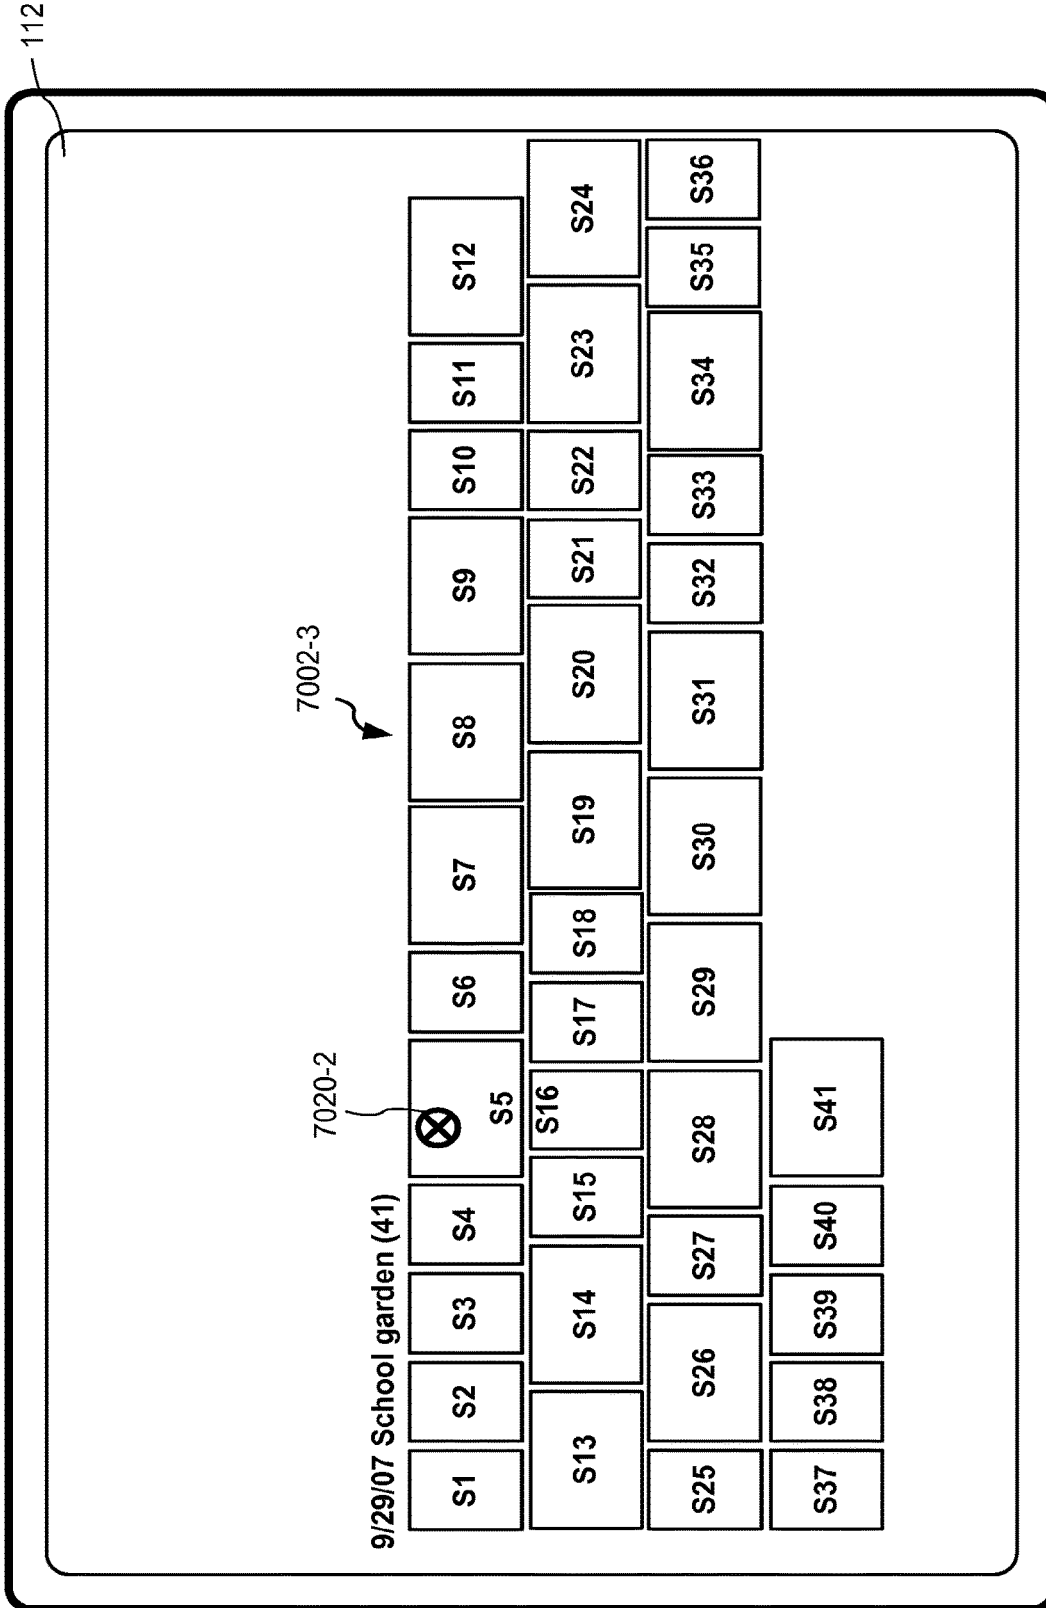 112
7002-3
7020-2
9/29/07 School garden (41)
S1 S2 S3 S4 S5 S6 S7 S8 S9 S10 S11 S12
S13 S14 S15 S16 S17 S18 S19 S20 S21 S22 S23 S24
S25 S26 S27 S28 S29 S30 S31 S32 S33 S34 S35 S36
S37 S38 S39 S40 S41